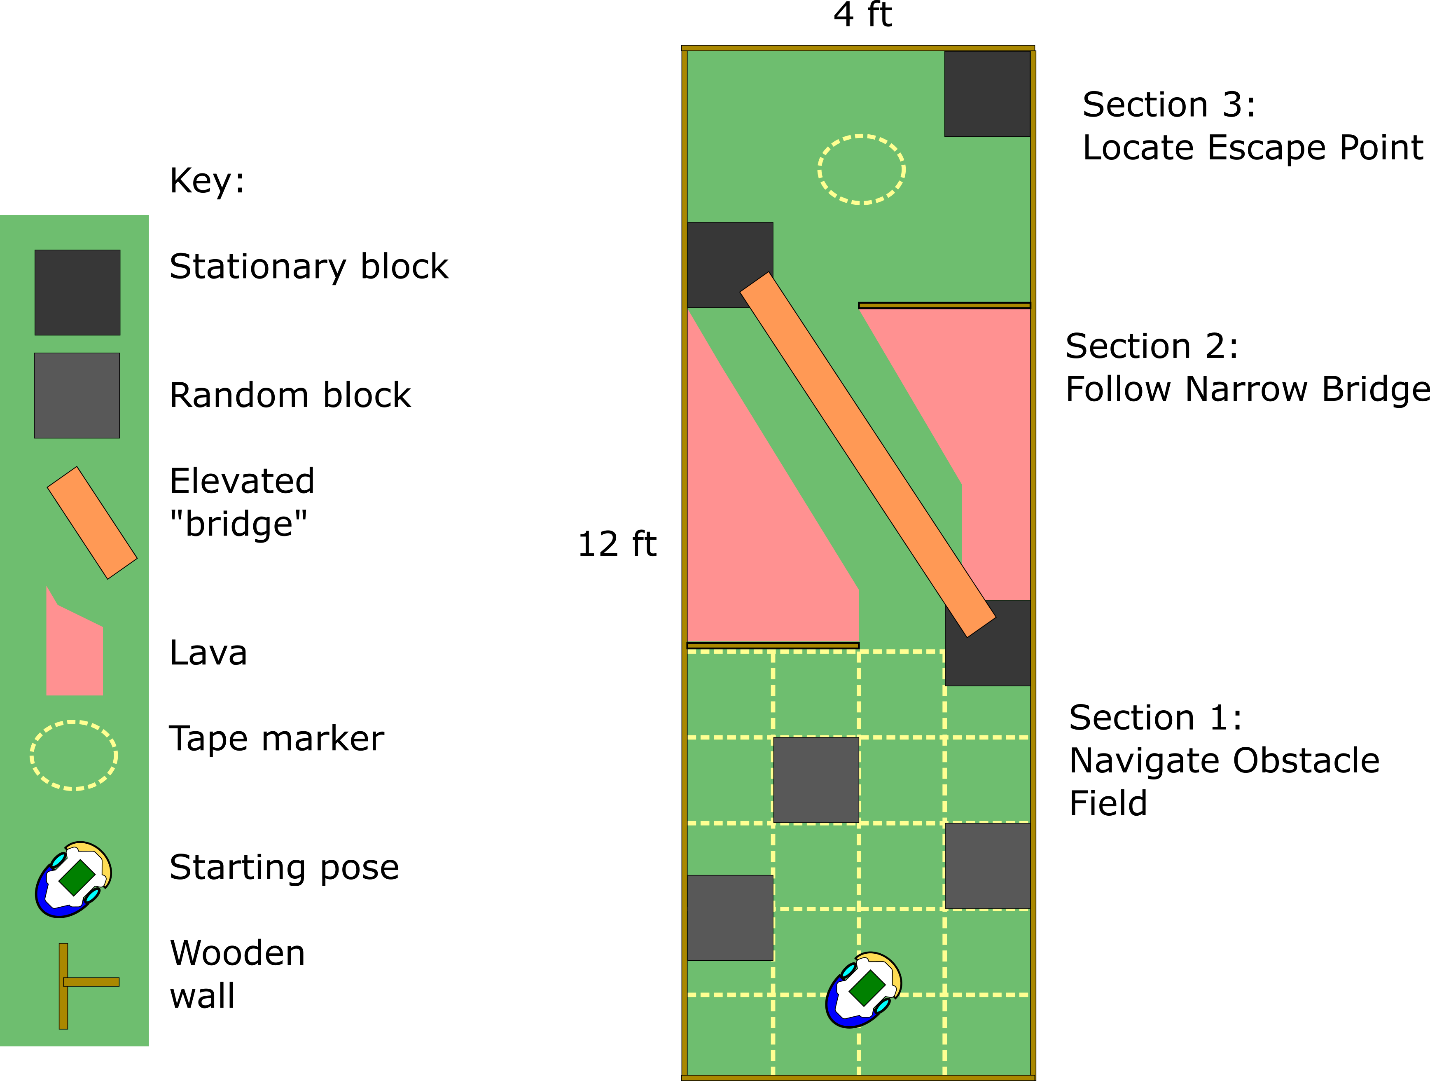 4 ft
Section 3:
Locate Escape Point
Key:
Stationary block
Section 2:
Follow Narrow Bridge
Random block
Elevated
"bridge"
12 ft
Lava
Section 1:
Navigate Obstacle
Field
Tape marker
Starting pose
Wooden
wall